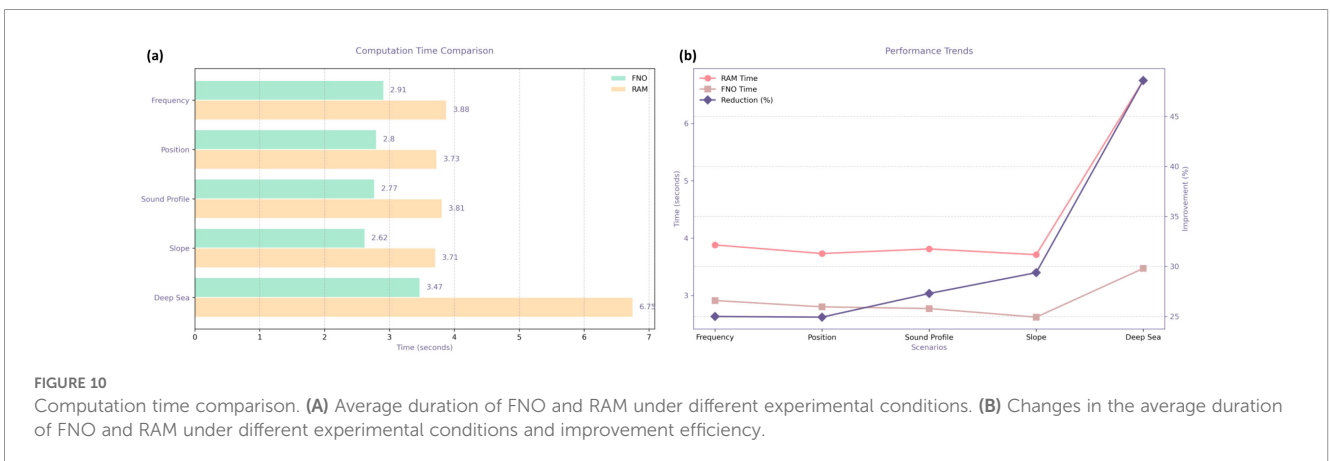 (a)
Computation Time Comparison
FNO
RAM
Frequency
2.91
3.88
Position
2.8
3.73
Sound Profile
2.77
3.81
Slope
2.62
3.71
Deep Sea
3.47
6.75
0 1 2 3 4 5 6 7
Time (seconds)
(b)
Performance Trends
RAM Time
FNO Time
Reduction (%)
6
5
4
3
Time (seconds)
45
40
35
30
25
Improvement (%)
Frequency Position Sound Profile Slope Deep Sea
Scenarios
FIGURE 10
Computation time comparison. (A) Average duration of FNO and RAM under different experimental conditions. (B) Changes in the average duration
of FNO and RAM under different experimental conditions and improvement efficiency.